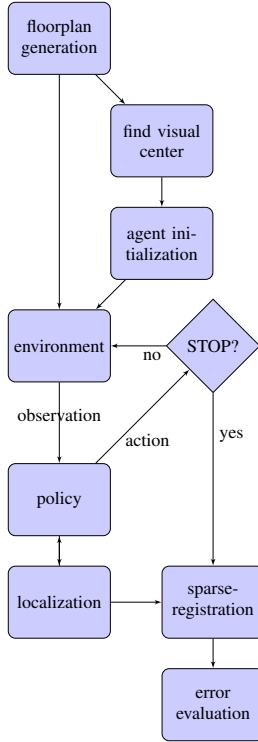 floorplan
generation
find visual
center
agent ini-
tialization
environment
STOP?
no
observation
action
yes
policy
localization
sparse-
registration
error
evaluation